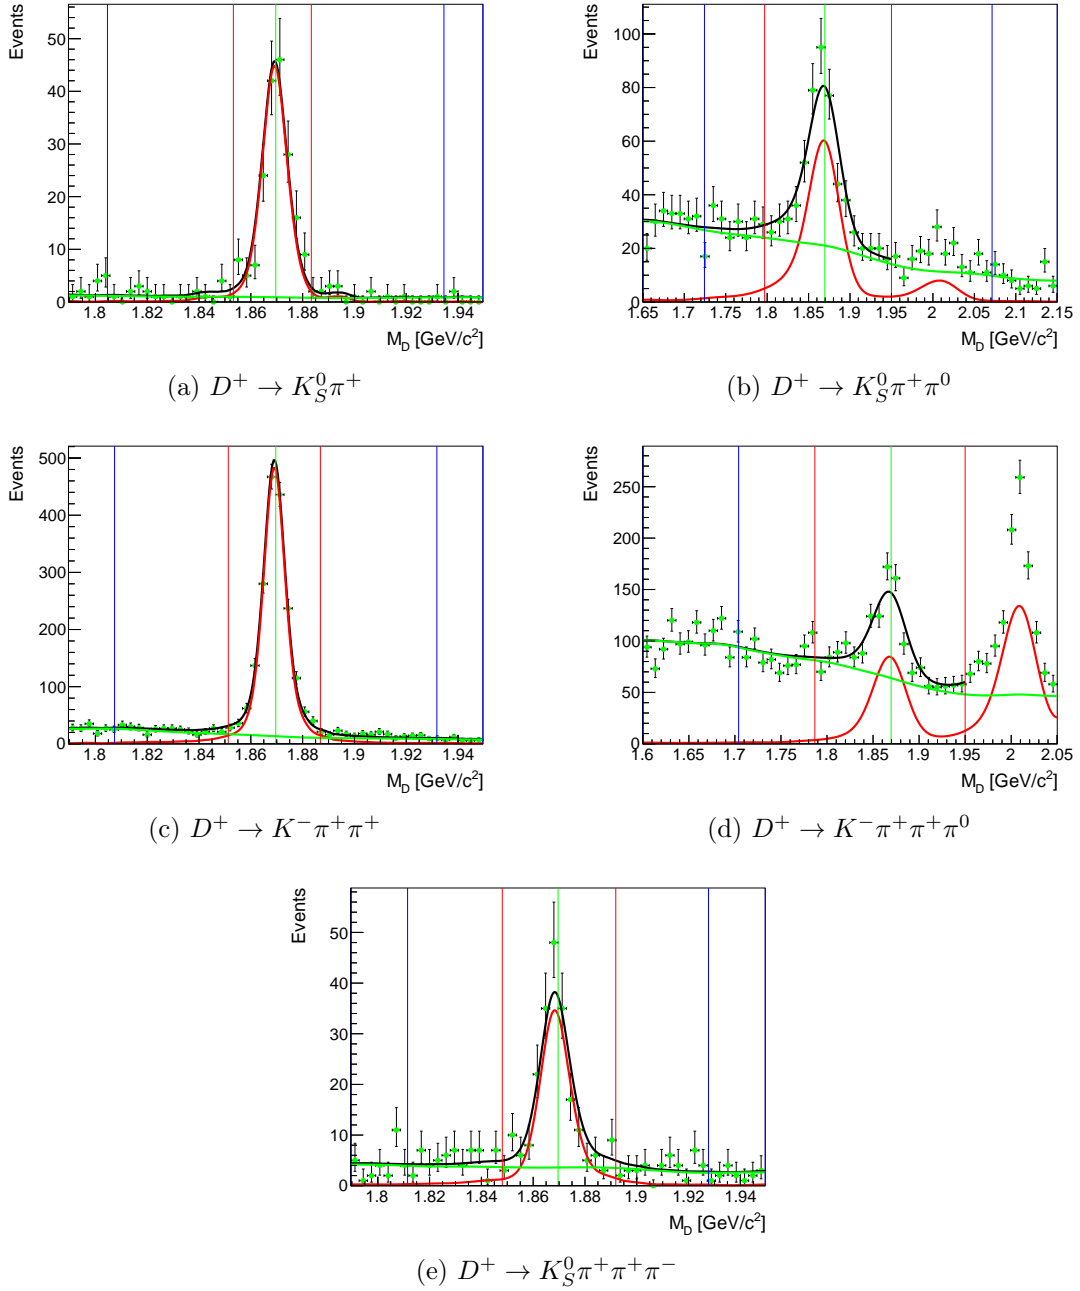 Events
50
40
30
20
10
0
1.8 1.82 1.84 1.86 1.88 1.9 1.92 1.94
M_D [GeV/c²]
(a) D⁺ → K_S⁰π⁺
Events
100
80
60
40
20
0
1.65 1.7 1.75 1.8 1.85 1.9 1.95 2 2.05 2.1 2.15
M_D [GeV/c²]
(b) D⁺ → K_S⁰π⁺π⁰
Events
500
400
300
200
100
0
1.8 1.82 1.84 1.86 1.88 1.9 1.92 1.94
M_D [GeV/c²]
(c) D⁺ → K⁻π⁺π⁺
Events
250
200
150
100
50
0
1.6 1.65 1.7 1.75 1.8 1.85 1.9 1.95 2 2.05
M_D [GeV/c²]
(d) D⁺ → K⁻π⁺π⁺π⁰
Events
50
40
30
20
10
0
1.8 1.82 1.84 1.86 1.88 1.9 1.92 1.94
M_D [GeV/c²]
(e) D⁺ → K_S⁰π⁺π⁺π⁻